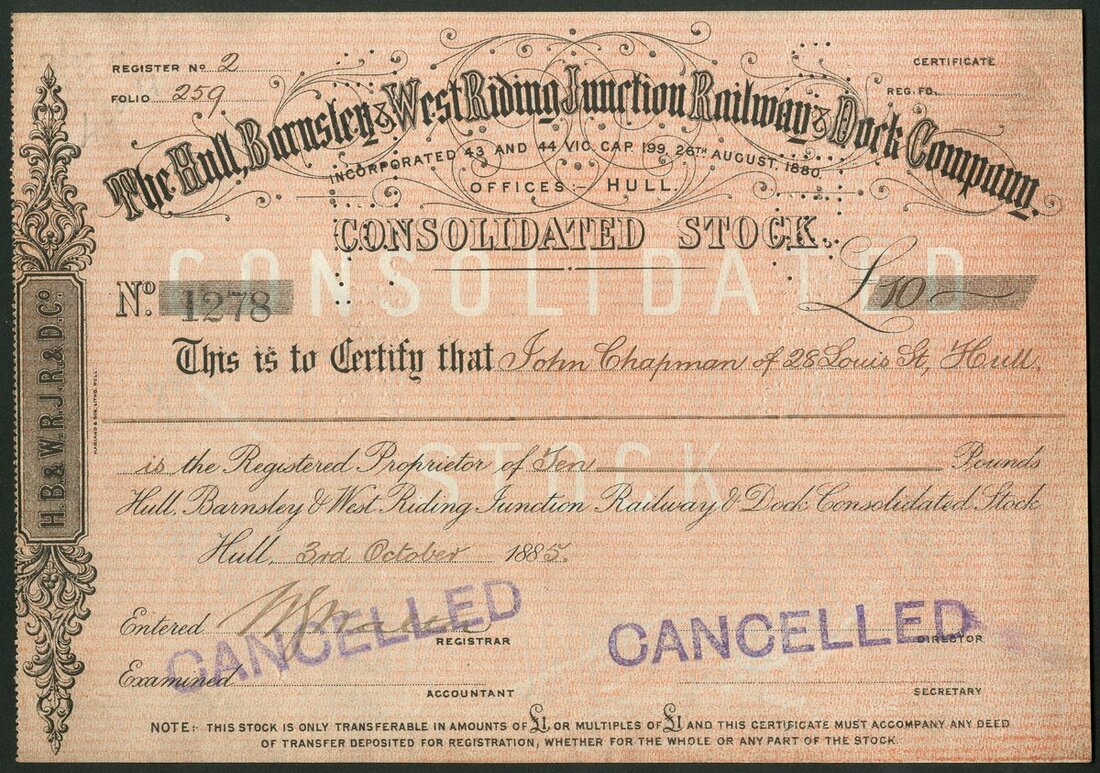 REGISTER No 2
FOLIO 259
CERTIFICATE
REG. FO.
The Hull, Barnsley & West Riding Junction Railway & Dock Company.
INCORPORATED 43 AND 44 VIC CAP 199, 26TH AUGUST, 1880.
OFFICES:- HULL.
CONSOLIDATED STOCK.
CONSOLIDATED
No. 1278
£10
This is to Certify that John Chapman of 28 Louis St, Hull.
STOCK
is the Registered Proprietor of Ten Pounds
Hull, Barnsley & West Riding Junction Railway & Dock Consolidated Stock
Hull, 3rd October 1885.
Entered
REGISTRAR
DIRECTOR
CANCELLED
CANCELLED
Examined
ACCOUNTANT
SECRETARY
NOTE:- THIS STOCK IS ONLY TRANSFERABLE IN AMOUNTS OF £1, OR MULTIPLES OF £1 AND THIS CERTIFICATE MUST ACCOMPANY ANY DEED
OF TRANSFER DEPOSITED FOR REGISTRATION, WHETHER FOR THE WHOLE OR ANY PART OF THE STOCK.
H.B.& W.R.J.R.& D.Co.
HARLAND & SON, LITHO. HULL